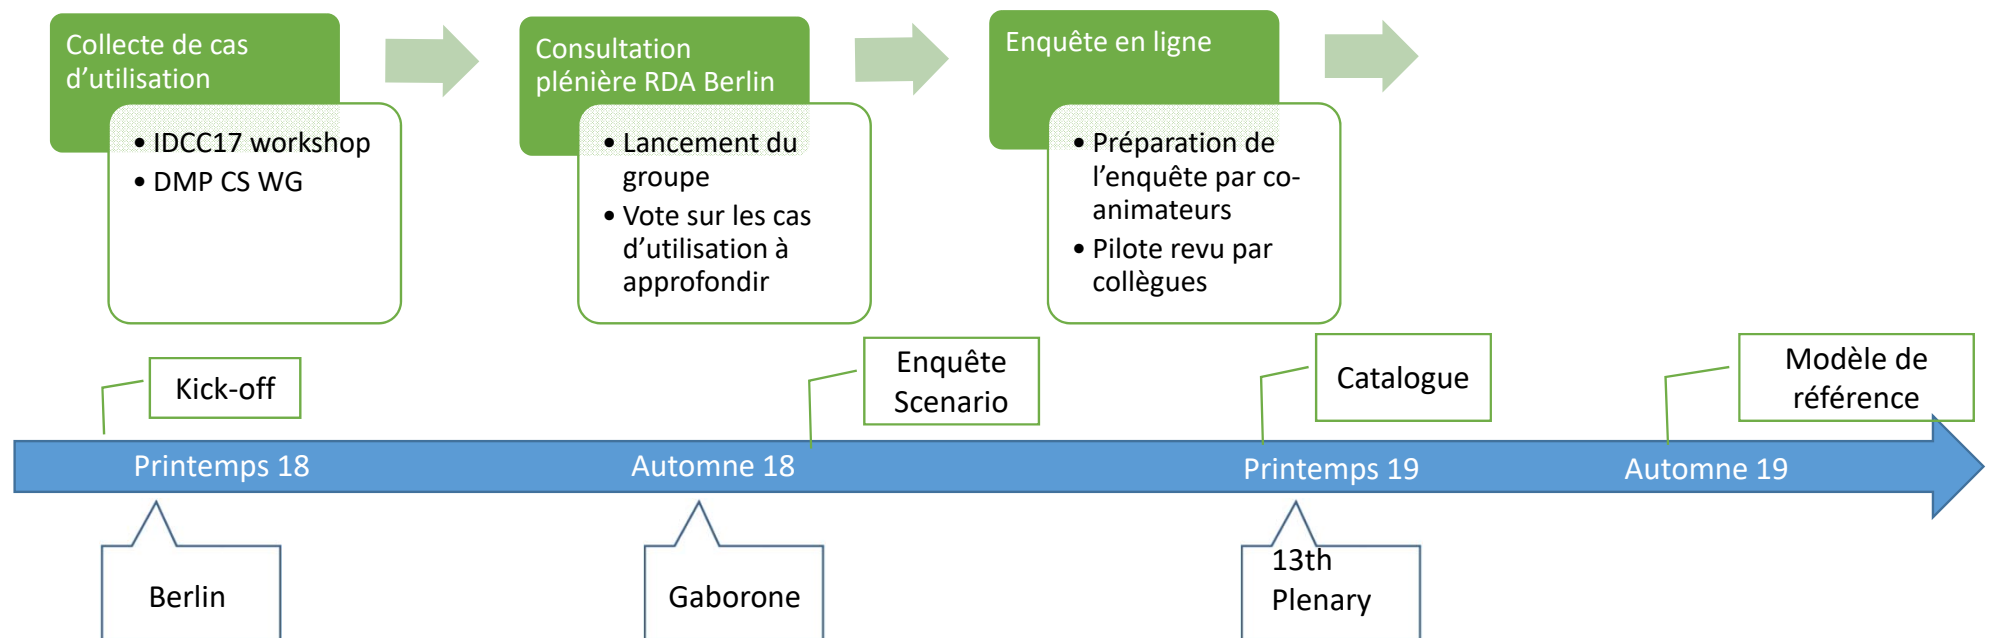 Collecte de cas
d’utilisation
• IDCC17 workshop
• DMP CS WG
Consultation
plénière RDA Berlin
• Lancement du
groupe
• Vote sur les cas
d’utilisation à
approfondir
Enquête en ligne
• Préparation de
l’enquête par co-
animateurs
• Pilote revu par
collègues
Kick-off
Enquête
Scenario
Catalogue
Modèle de
référence
Printemps 18
Automne 18
Printemps 19
Automne 19
Berlin
Gaborone
13th
Plenary